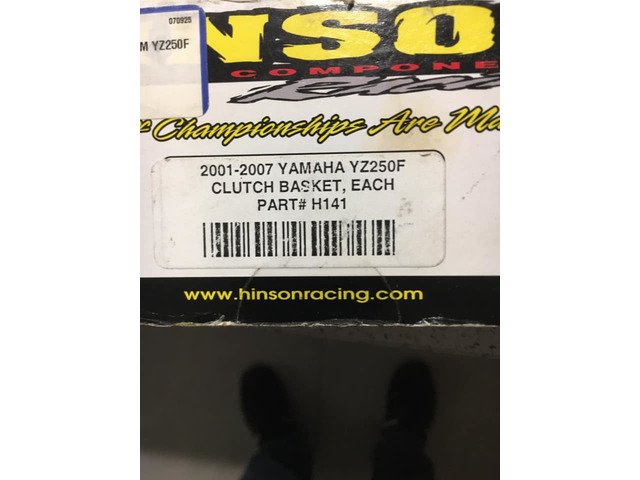 070925
M YZ250F
NSO
COMPONE
Championships Are Ma
2001-2007 YAMAHA YZ250F
CLUTCH BASKET, EACH
PART# H141
www.hinsonracing.com